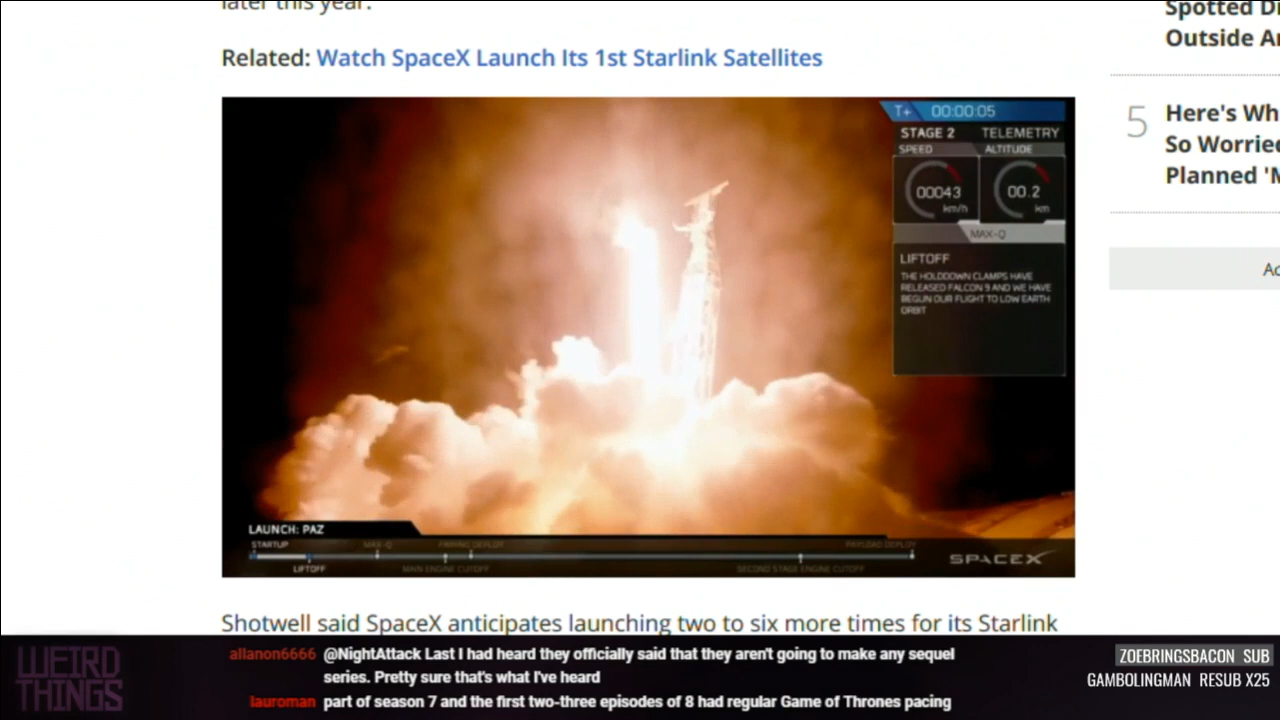 later this year.
Related: Watch SpaceX Launch Its 1st Starlink Satellites
Spotted D
Outside A
5
Here's Wh
So Worrie
Planned 'M
Ac
T+ 00:00:05
STAGE 2 TELEMETRY
SPEED ALTITUDE
00043 00.2
km/h km
MAX-Q
LIFTOFF
THE HOLDDOWN CLAMPS HAVE
RELEASED FALCON 9 AND WE HAVE
BEGUN OUR FLIGHT TO LOW EARTH
ORBIT
LAUNCH: PAZ
STARTUP MAX-Q FAIRING DEPLOY PAYLOAD DEPLOY
LIFTOFF MAIN ENGINE CUTOFF SECOND STAGE ENGINE CUTOFF
SPACEX
Shotwell said SpaceX anticipates launching two to six more times for its Starlink
WEIRD
THINGS
allanon6666 @NightAttack Last I had heard they officially said that they aren't going to make any sequel
series. Pretty sure that's what I've heard
lauroman part of season 7 and the first two-three episodes of 8 had regular Game of Thrones pacing
ZOEBRINGSBACON SUB
GAMBOLINGMAN RESUB X25